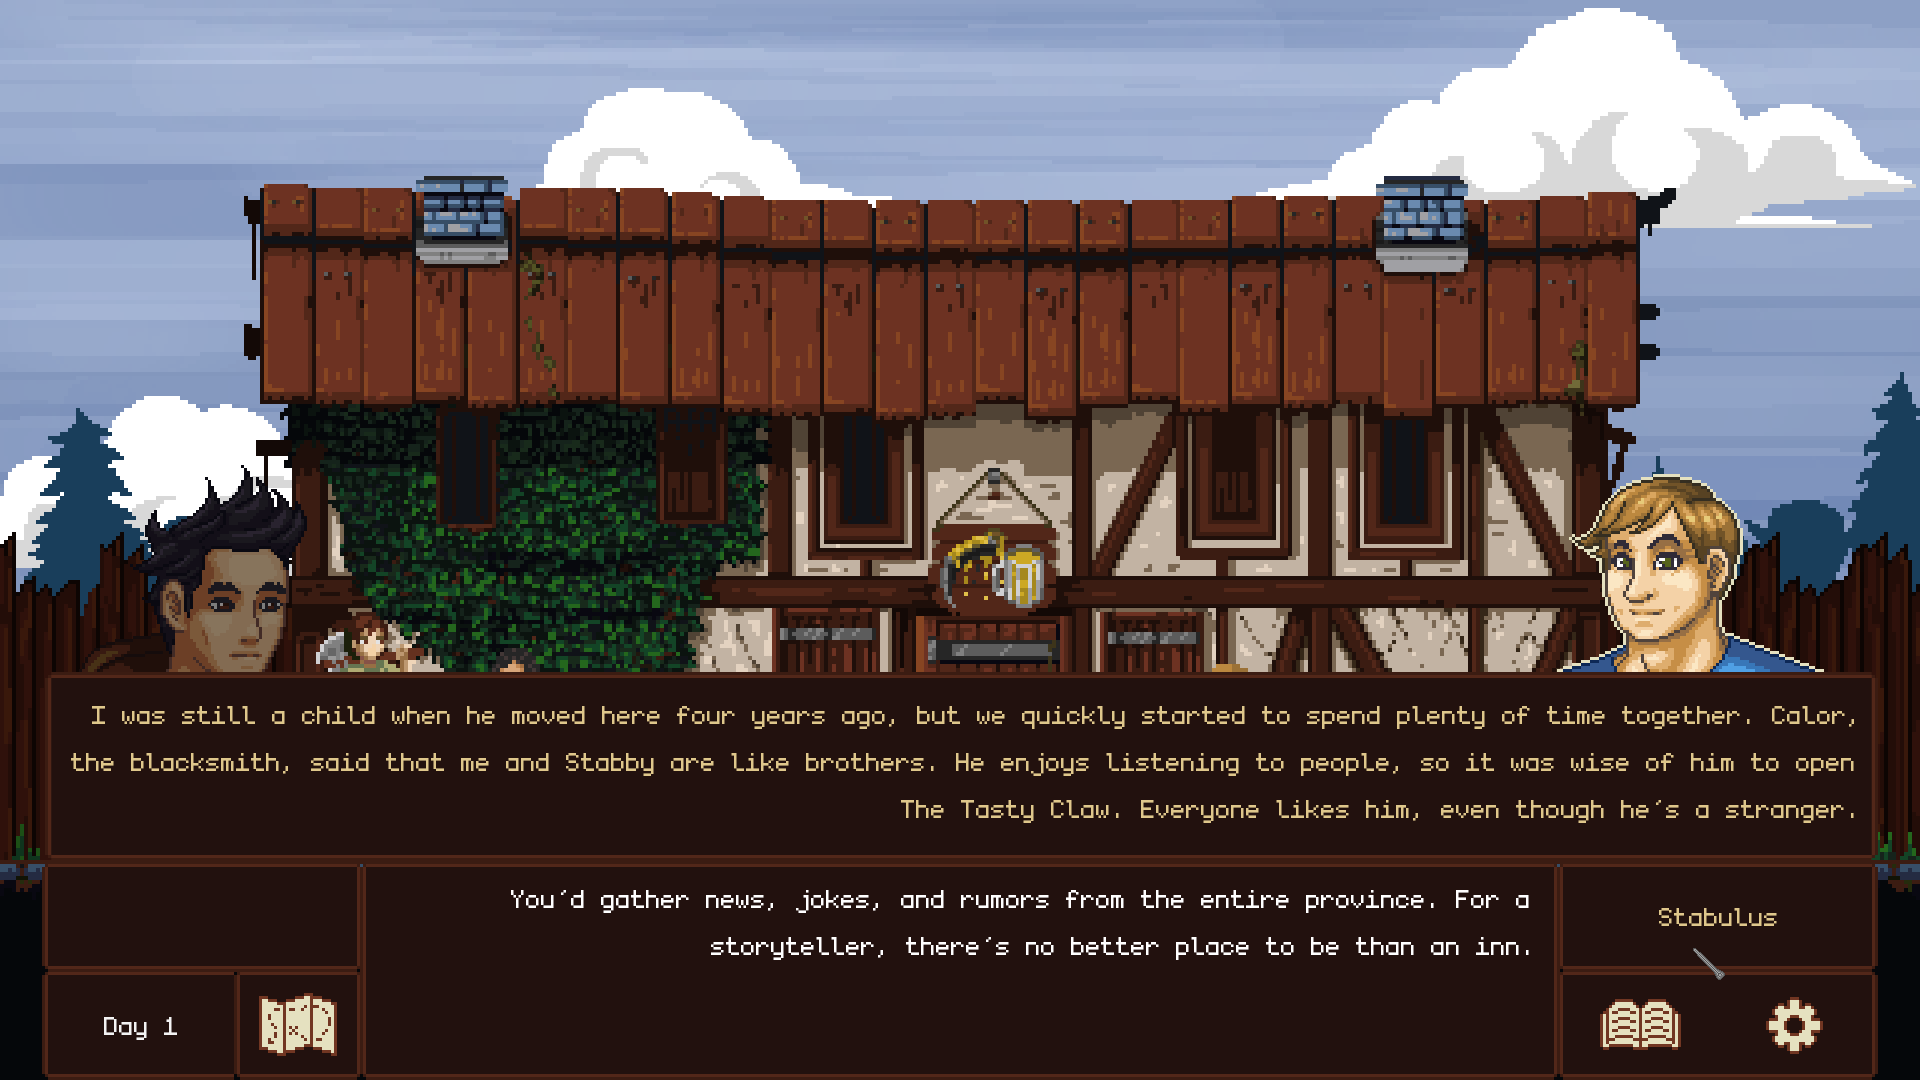 I was still a child when he moved here four years ago, but we quickly started to spend plenty of time together. Calor,
the blacksmith, said that me and Stabby are like brothers. He enjoys listening to people, so it was wise of him to open
The Tasty Claw. Everyone likes him, even though he's a stranger.
You'd gather news, jokes, and rumors from the entire province. For a
storyteller, there's no better place to be than an inn.
Stabulus
Day 1